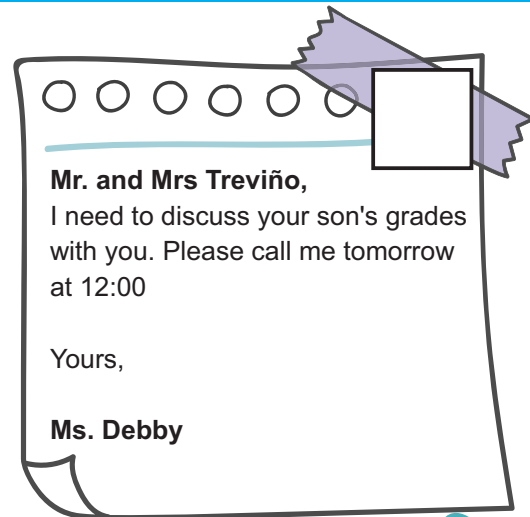 Mr. and Mrs Treviño,
I need to discuss your son's grades
with you. Please call me tomorrow
at 12:00
Yours,
Ms. Debby